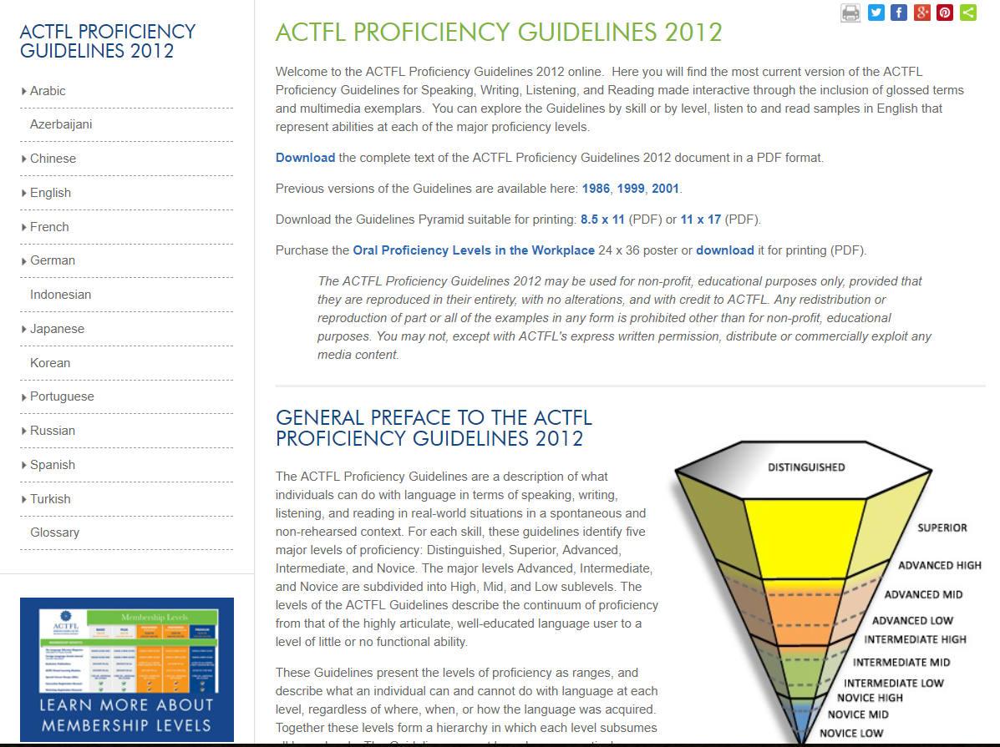 ACTFL PROFICIENCY
GUIDELINES 2012
Arabic
Azerbaijani
Chinese
English
French
German
Indonesian
Japanese
Korean
Portuguese
Russian
Spanish
Turkish
Glossary
ACTFL
Membership Levels
LEARN MORE ABOUT
MEMBERSHIP LEVELS
ACTFL PROFICIENCY GUIDELINES 2012
Welcome to the ACTFL Proficiency Guidelines 2012 online.  Here you will find the most current version of the ACTFL
Proficiency Guidelines for Speaking, Writing, Listening, and Reading made interactive through the inclusion of glossed terms
and multimedia exemplars.  You can explore the Guidelines by skill or by level, listen to and read samples in English that
represent abilities at each of the major proficiency levels.
Download the complete text of the ACTFL Proficiency Guidelines 2012 document in a PDF format.
Previous versions of the Guidelines are available here: 1986, 1999, 2001.
Download the Guidelines Pyramid suitable for printing: 8.5 x 11 (PDF) or 11 x 17 (PDF).
Purchase the Oral Proficiency Levels in the Workplace 24 x 36 poster or download it for printing (PDF).
The ACTFL Proficiency Guidelines 2012 may be used for non-profit, educational purposes only, provided that
they are reproduced in their entirety, with no alterations, and with credit to ACTFL. Any redistribution or
reproduction of part or all of the examples in any form is prohibited other than for non-profit, educational
purposes. You may not, except with ACTFL's express written permission, distribute or commercially exploit any
media content.
GENERAL PREFACE TO THE ACTFL
PROFICIENCY GUIDELINES 2012
The ACTFL Proficiency Guidelines are a description of what
individuals can do with language in terms of speaking, writing,
listening, and reading in real-world situations in a spontaneous and
non-rehearsed context. For each skill, these guidelines identify five
major levels of proficiency: Distinguished, Superior, Advanced,
Intermediate, and Novice. The major levels Advanced, Intermediate,
and Novice are subdivided into High, Mid, and Low sublevels. The
levels of the ACTFL Guidelines describe the continuum of proficiency
from that of the highly articulate, well-educated language user to a
level of little or no functional ability.
These Guidelines present the levels of proficiency as ranges, and
describe what an individual can and cannot do with language at each
level, regardless of where, when, or how the language was acquired.
Together these levels form a hierarchy in which each level subsumes
DISTINGUISHED
SUPERIOR
ADVANCED HIGH
ADVANCED MID
ADVANCED LOW
INTERMEDIATE HIGH
INTERMEDIATE MID
INTERMEDIATE LOW
NOVICE HIGH
NOVICE MID
NOVICE LOW